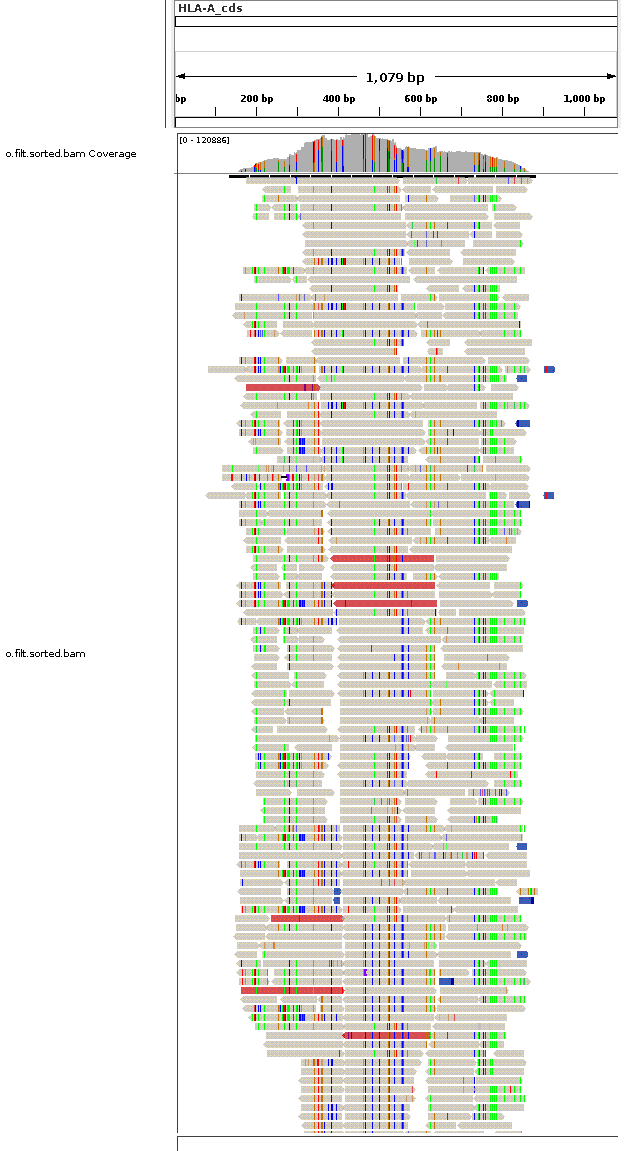 HLA-A_cds
1,079 bp
bp 200 bp 400 bp 600 bp 800 bp 1,000 bp
[0 - 120886]
o.filt.sorted.bam Coverage
o.filt.sorted.bam